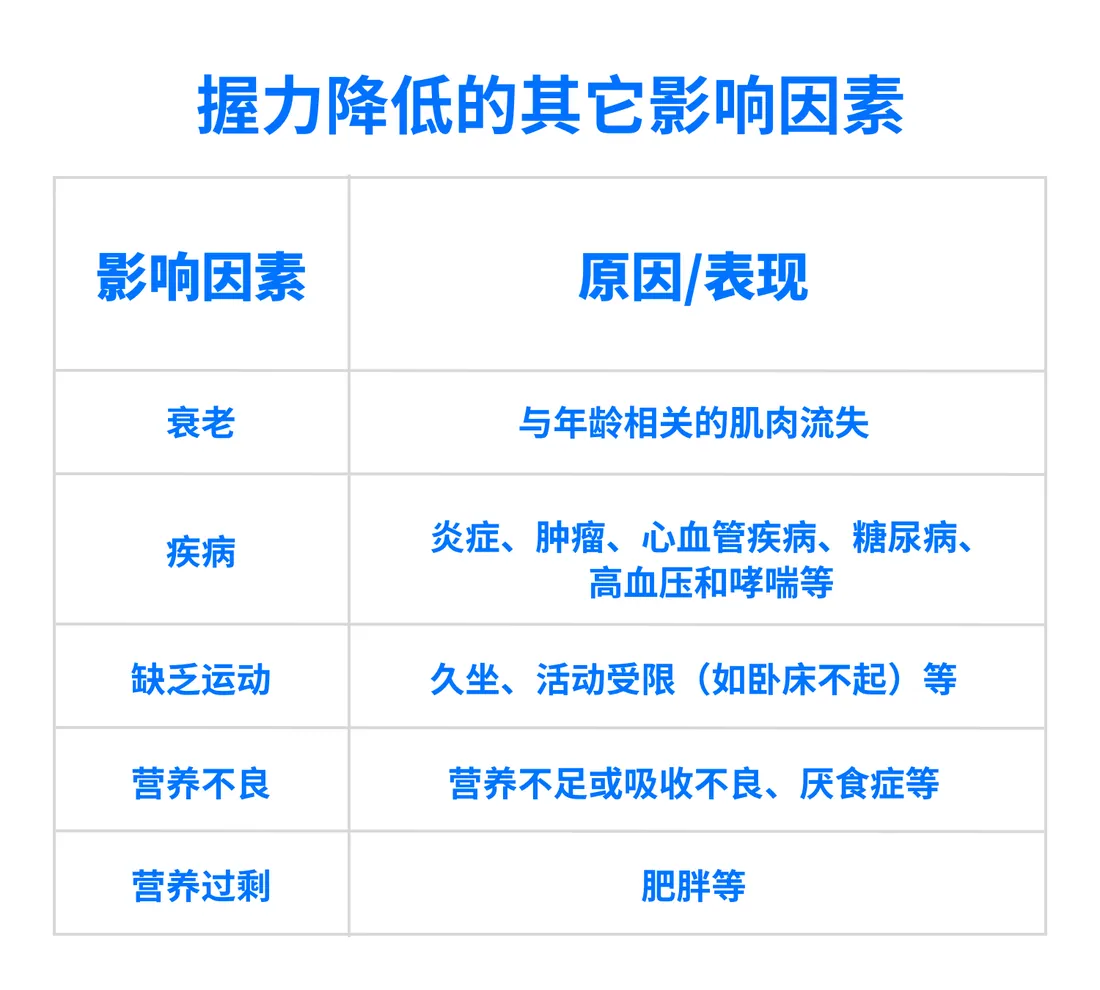 握力降低的其它影响因素
影响因素
原因/表现
衰老
与年龄相关的肌肉流失
疾病
炎症、肿瘤、心血管疾病、糖尿病、
高血压和哮喘等
缺乏运动
久坐、活动受限（如卧床不起）等
营养不良
营养不足或吸收不良、厌食症等
营养过剩
肥胖等